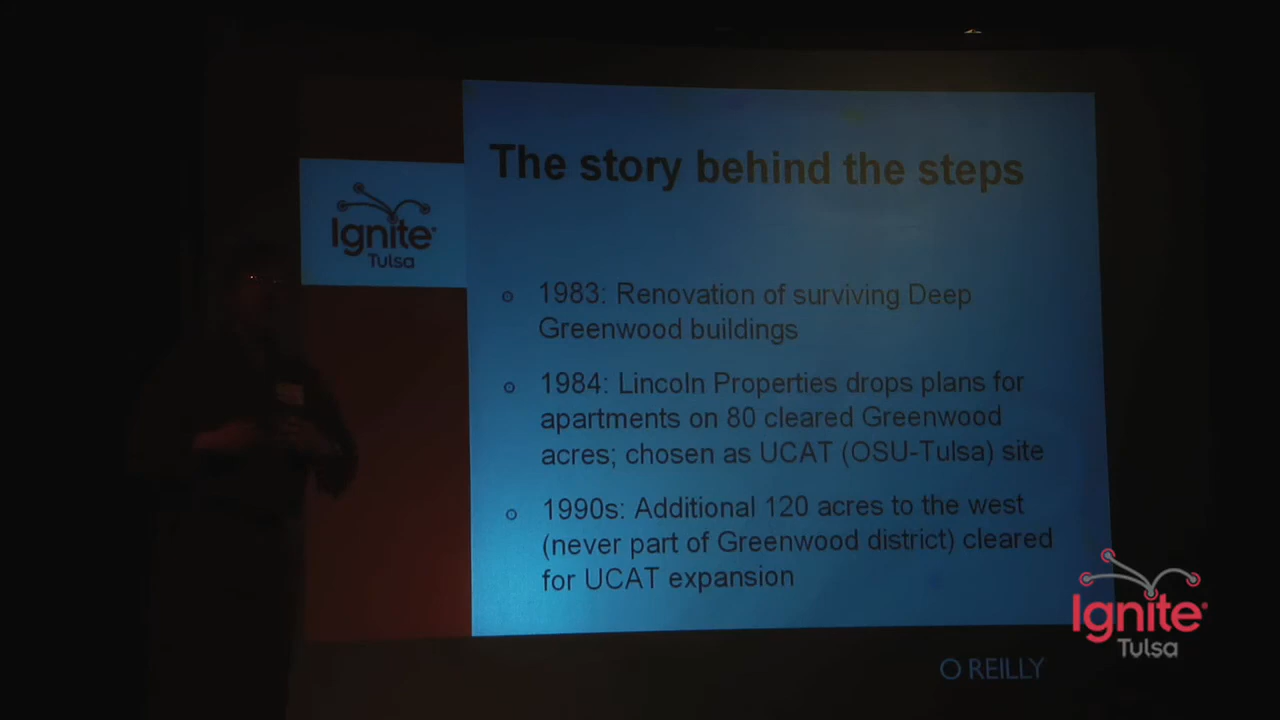 The story behind the steps
Ignite
Tulsa
○ 1983: Renovation of surviving Deep
Greenwood buildings
○ 1984: Lincoln Properties drops plans for
apartments on 80 cleared Greenwood
acres; chosen as UCAT (OSU-Tulsa) site
○ 1990s: Additional 120 acres to the west
(never part of Greenwood district) cleared
for UCAT expansion
Ignite
Tulsa
O REILLY